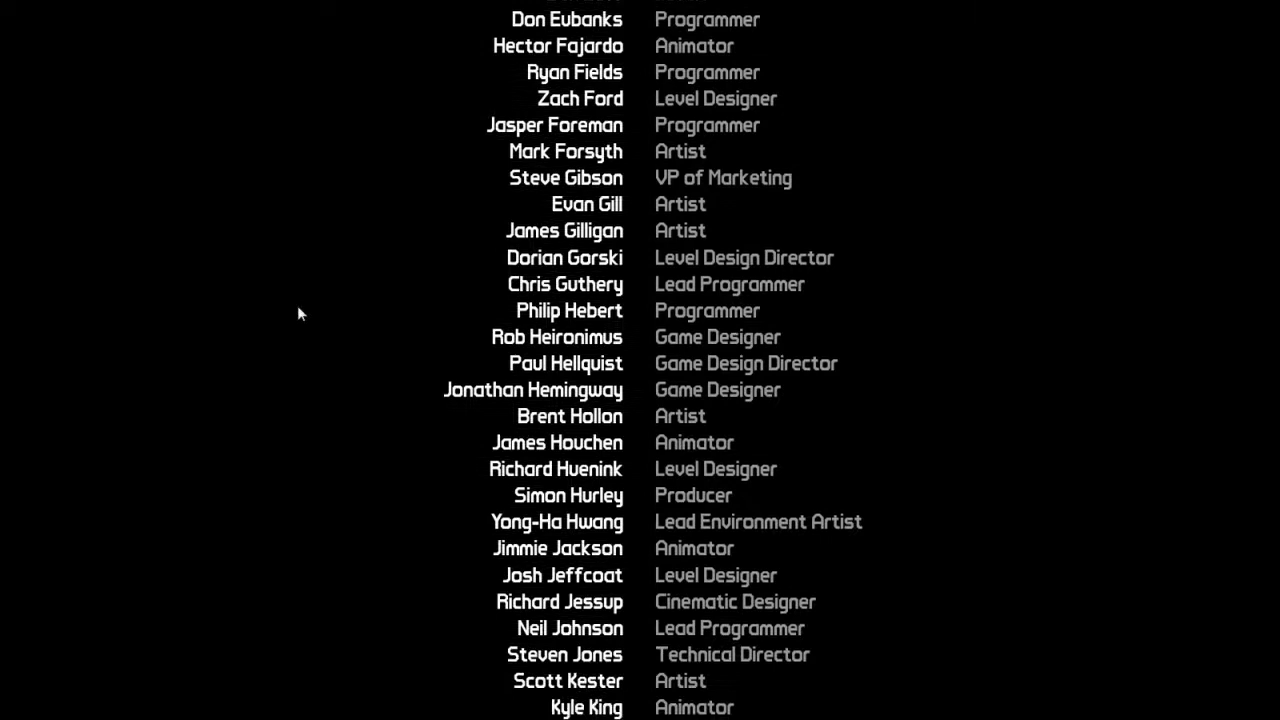 Don Eubanks Programmer
Hector Fajardo Animator
Ryan Fields Programmer
Zach Ford Level Designer
Jasper Foreman Programmer
Mark Forsyth Artist
Steve Gibson VP of Marketing
Evan Gill Artist
James Gilligan Artist
Dorian Gorski Level Design Director
Chris Guthery Lead Programmer
Philip Hebert Programmer
Rob Heironimus Game Designer
Paul Hellquist Game Design Director
Jonathan Hemingway Game Designer
Brent Hollon Artist
James Houchen Animator
Richard Huenink Level Designer
Simon Hurley Producer
Yong-Ha Hwang Lead Environment Artist
Jimmie Jackson Animator
Josh Jeffcoat Level Designer
Richard Jessup Cinematic Designer
Neil Johnson Lead Programmer
Steven Jones Technical Director
Scott Kester Artist
Kyle King Animator